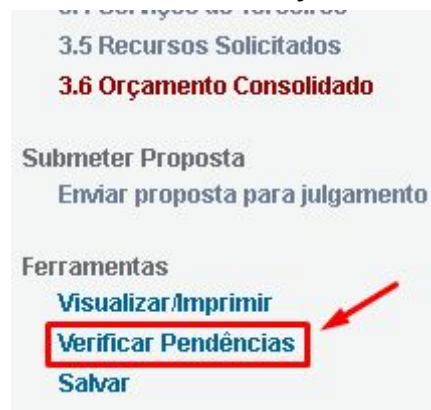 3.5 Recursos Solicitados
3.6 Orçamento Consolidado
Submeter Proposta
Enviar proposta para julgamento
Ferramentas
Visualizar/Imprimir
Verificar Pendências
Salvar